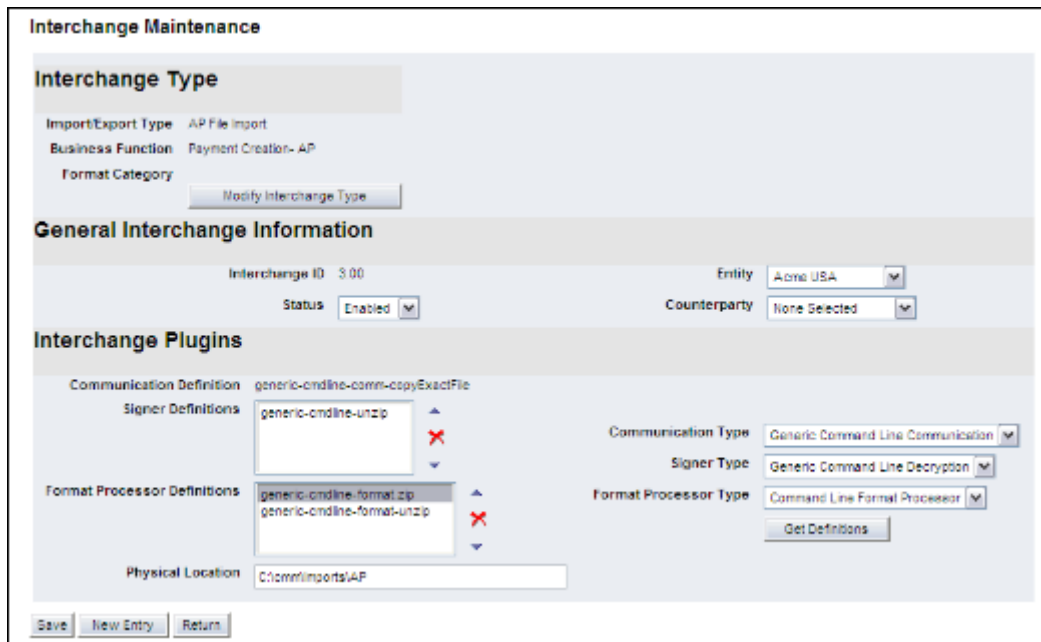 Interchange Maintenance
Interchange Type
Import/Export Type AP File Import
Business Function Payment Creation- AP
Format Category
Modify Interchange Type
General Interchange Information
Interchange ID 3.00 Entity Acme USA
Status Enabled Counterparty None Selected
Interchange Plugins
Communication Definition generic-cmdline-comm-copyExactFile
Signer Definitions generic-cmdline-unzip
Communication Type Generic Command Line Communication
Signer Type Generic Command Line Decryption
Format Processor Definitions generic-cmdline-format.zip Format Processor Type Command Line Format Processor
generic-cmdline-format-unzip
Get Definitions
Physical Location C:\cmm\Imports\AP
Save New Entry Return